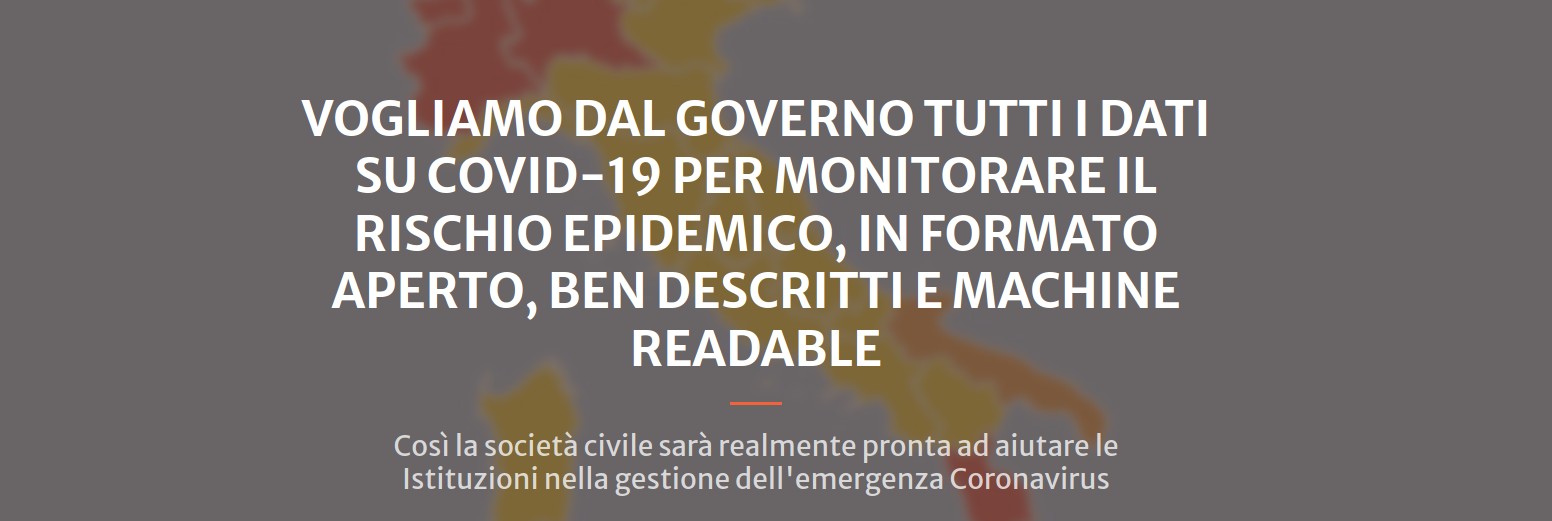 VOGLIAMO DAL GOVERNO TUTTI I DATI
SU COVID-19 PER MONITORARE IL
RISCHIO EPIDEMICO, IN FORMATO
APERTO, BEN DESCRITTI E MACHINE
READABLE
Così la società civile sarà realmente pronta ad aiutare le
Istituzioni nella gestione dell'emergenza Coronavirus